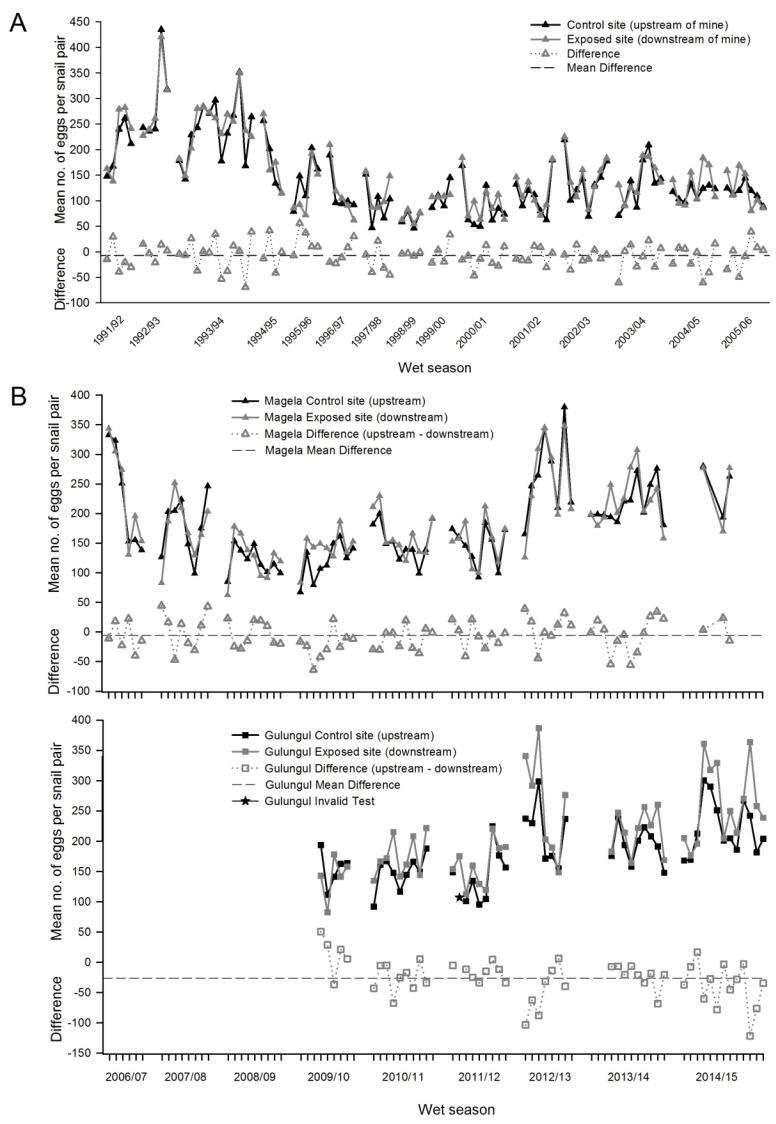 A
Mean no. of eggs per snail pair
Difference
450
400
350
300
250
200
150
100
50
0
-50
-100
Control site (upstream of mine)
Exposed site (downstream of mine)
Difference
Mean Difference
1991/92
1992/93
1993/94
1994/95
1995/96
1996/97
1997/98
1998/99
1999/00
2000/01
2001/02
2002/03
2003/04
2004/05
2005/06
Wet season
B
Mean no. of eggs per snail pair
Difference
400
350
300
250
200
150
100
50
0
-50
-100
Magela Control site (upstream)
Magela Exposed site (downstream)
Magela Difference (upstream - downstream)
Magela Mean Difference
Mean no. of eggs per snail pair
Difference
400
350
300
250
200
150
100
50
0
-50
-100
-150
Gulungul Control site (upstream)
Gulungul Exposed site (downstream)
Gulungul Difference (upstream - downstream)
Gulungul Mean Difference
Gulungul Invalid Test
2006/07
2007/08
2008/09
2009/10
2010/11
2011/12
2012/13
2013/14
2014/15
Wet season